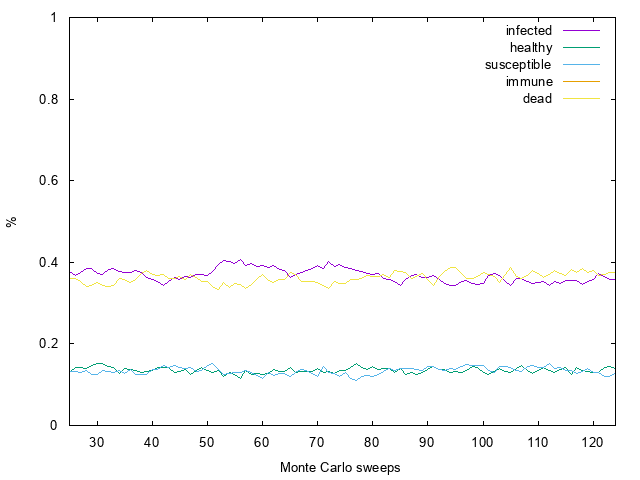 1
0.8
0.6
0.4
0.2
0
%
infected
healthy
susceptible
immune
dead
30 40 50 60 70 80 90 100 110 120
Monte Carlo sweeps